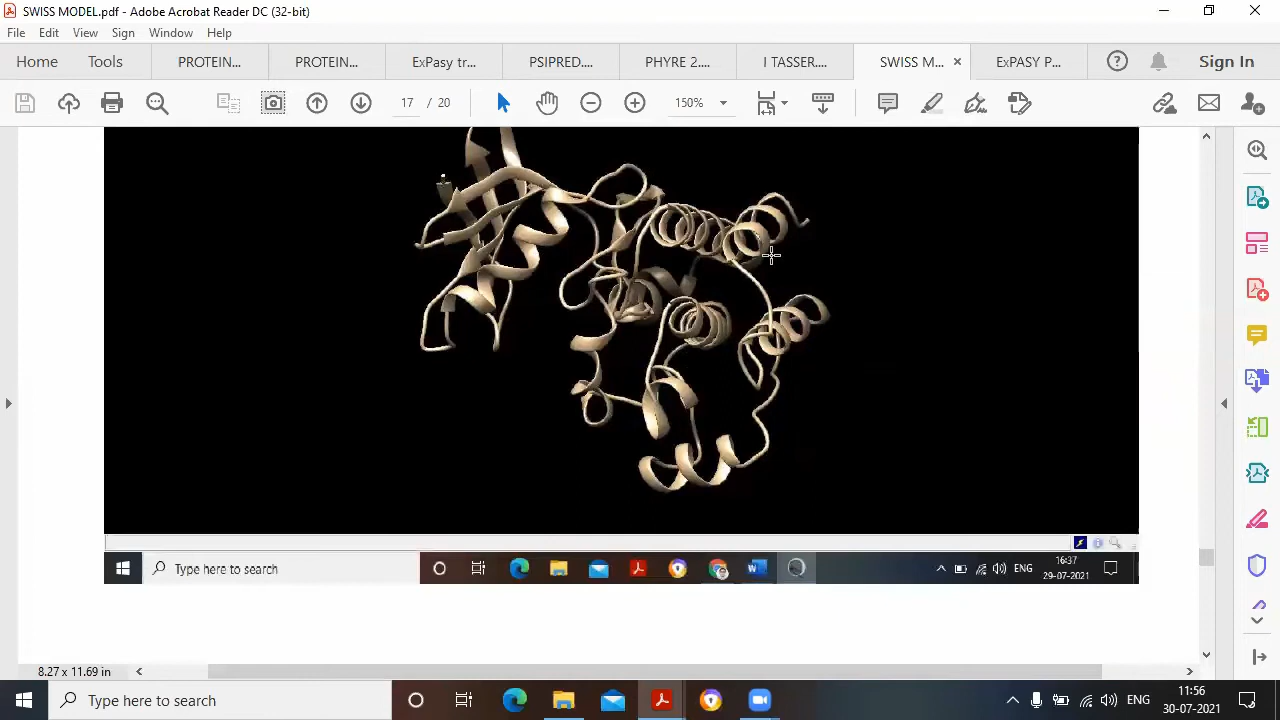 SWISS MODEL.pdf - Adobe Acrobat Reader DC (32-bit)
File Edit View Sign Window Help
Home Tools PROTEIN... PROTEIN... ExPasy tr... PSIPRED.... PHYRE 2.... I TASSER.... SWISS M... × ExPASY P... Sign In
17 / 20 150%
Type here to search ENG 16:37
29-07-2021
8.27 x 11.69 in
Type here to search ENG 11:56
30-07-2021